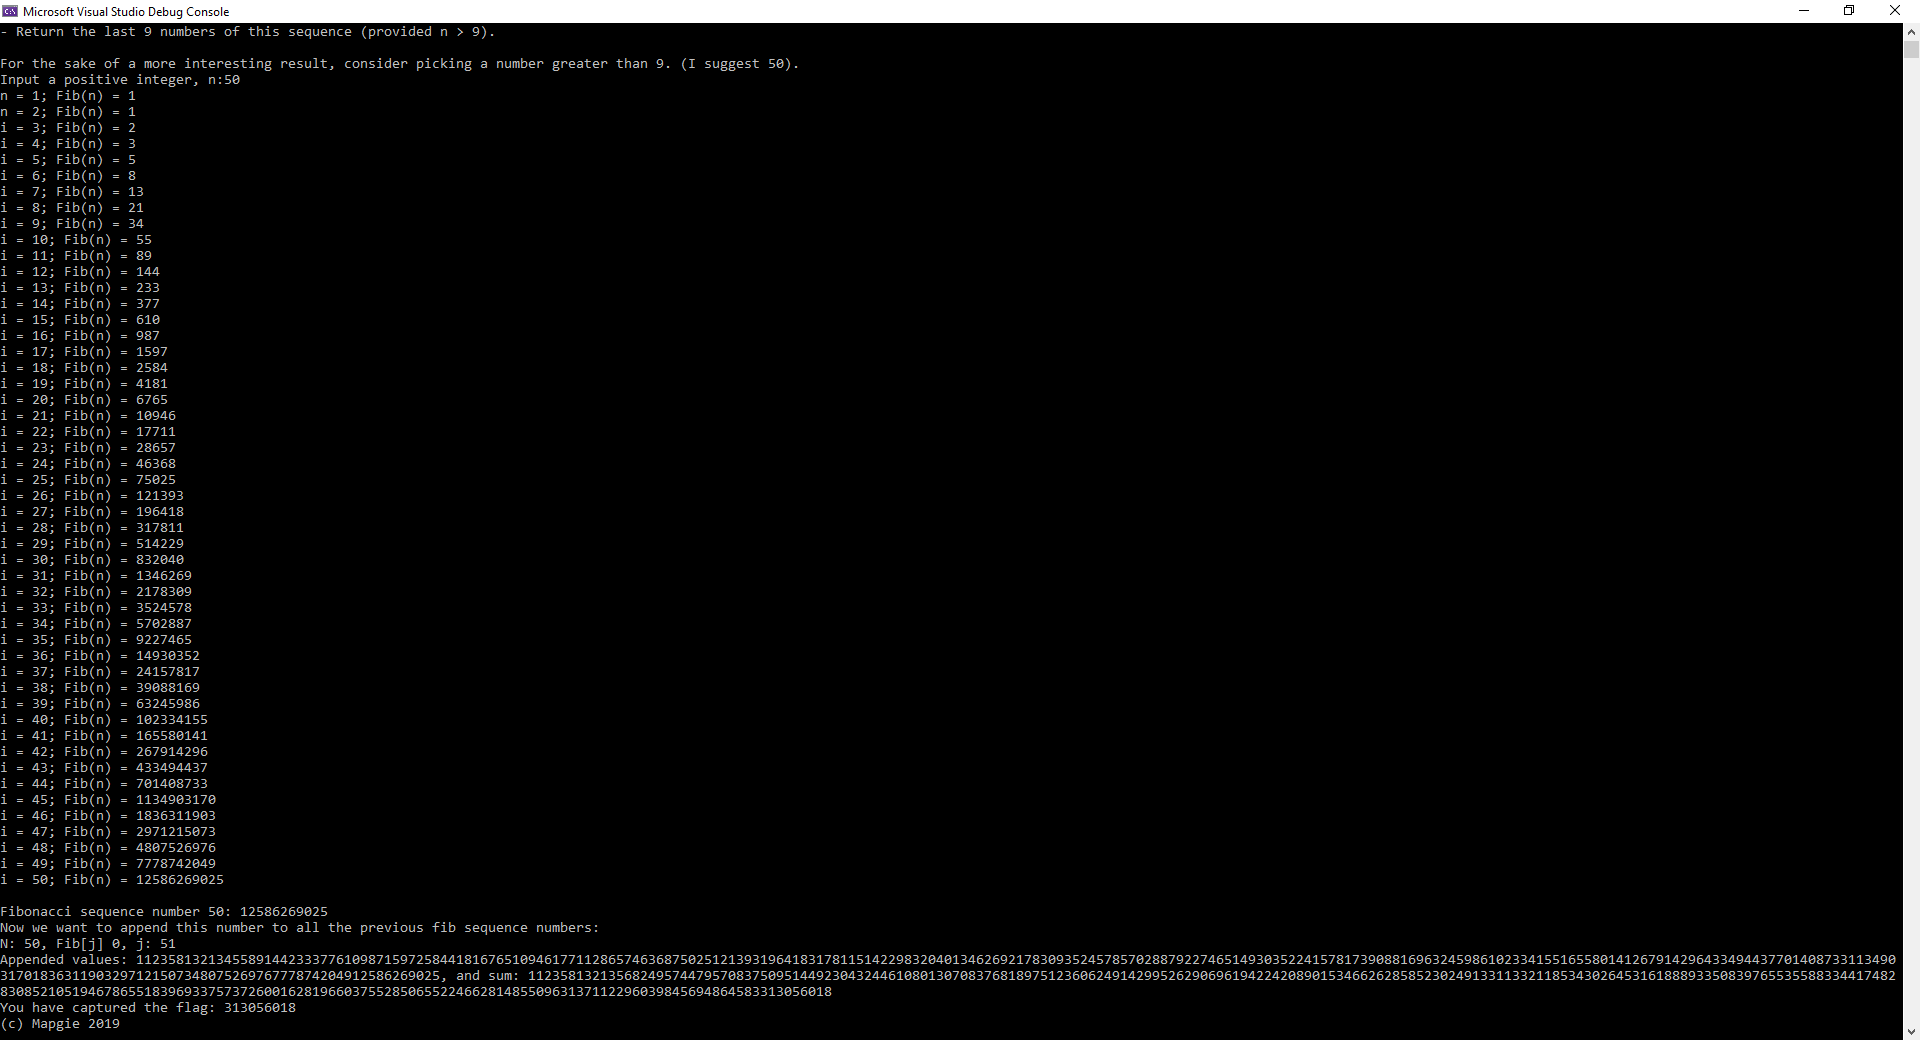 Microsoft Visual Studio Debug Console
- Return the last 9 numbers of this sequence (provided n > 9).
For the sake of a more interesting result, consider picking a number greater than 9. (I suggest 50).
Input a positive integer, n:50
n = 1; Fib(n) = 1
n = 2; Fib(n) = 1
i = 3; Fib(n) = 2
i = 4; Fib(n) = 3
i = 5; Fib(n) = 5
i = 6; Fib(n) = 8
i = 7; Fib(n) = 13
i = 8; Fib(n) = 21
i = 9; Fib(n) = 34
i = 10; Fib(n) = 55
i = 11; Fib(n) = 89
i = 12; Fib(n) = 144
i = 13; Fib(n) = 233
i = 14; Fib(n) = 377
i = 15; Fib(n) = 610
i = 16; Fib(n) = 987
i = 17; Fib(n) = 1597
i = 18; Fib(n) = 2584
i = 19; Fib(n) = 4181
i = 20; Fib(n) = 6765
i = 21; Fib(n) = 10946
i = 22; Fib(n) = 17711
i = 23; Fib(n) = 28657
i = 24; Fib(n) = 46368
i = 25; Fib(n) = 75025
i = 26; Fib(n) = 121393
i = 27; Fib(n) = 196418
i = 28; Fib(n) = 317811
i = 29; Fib(n) = 514229
i = 30; Fib(n) = 832040
i = 31; Fib(n) = 1346269
i = 32; Fib(n) = 2178309
i = 33; Fib(n) = 3524578
i = 34; Fib(n) = 5702887
i = 35; Fib(n) = 9227465
i = 36; Fib(n) = 14930352
i = 37; Fib(n) = 24157817
i = 38; Fib(n) = 39088169
i = 39; Fib(n) = 63245986
i = 40; Fib(n) = 102334155
i = 41; Fib(n) = 165580141
i = 42; Fib(n) = 267914296
i = 43; Fib(n) = 433494437
i = 44; Fib(n) = 701408733
i = 45; Fib(n) = 1134903170
i = 46; Fib(n) = 1836311903
i = 47; Fib(n) = 2971215073
i = 48; Fib(n) = 4807526976
i = 49; Fib(n) = 7778742049
i = 50; Fib(n) = 12586269025
Fibonacci sequence number 50: 12586269025
Now we want to append this number to all the previous fib sequence numbers:
N: 50, Fib[j] 0, j: 51
Appended values: 1123581321345589144233377610987159725844181676510946177112865746368750251213931964183178115142298320401346269217830935245785702887922746514930352241578173908816963245986102334155165580141267914296433494437701408733113490
3170183631190329712150734807526976777874204912586269025, and sum: 1123581321356824957447957083750951449230432446108013070837681897512360624914299526290696194224208901534662628585230249133113321185343026453161888933508397655355883344174 82
8308521051946786551839693375737260016281966037552850655224662814855096313711229603984569486458331305 6018
You have captured the flag: 313056018
(c) Mapgie 2019